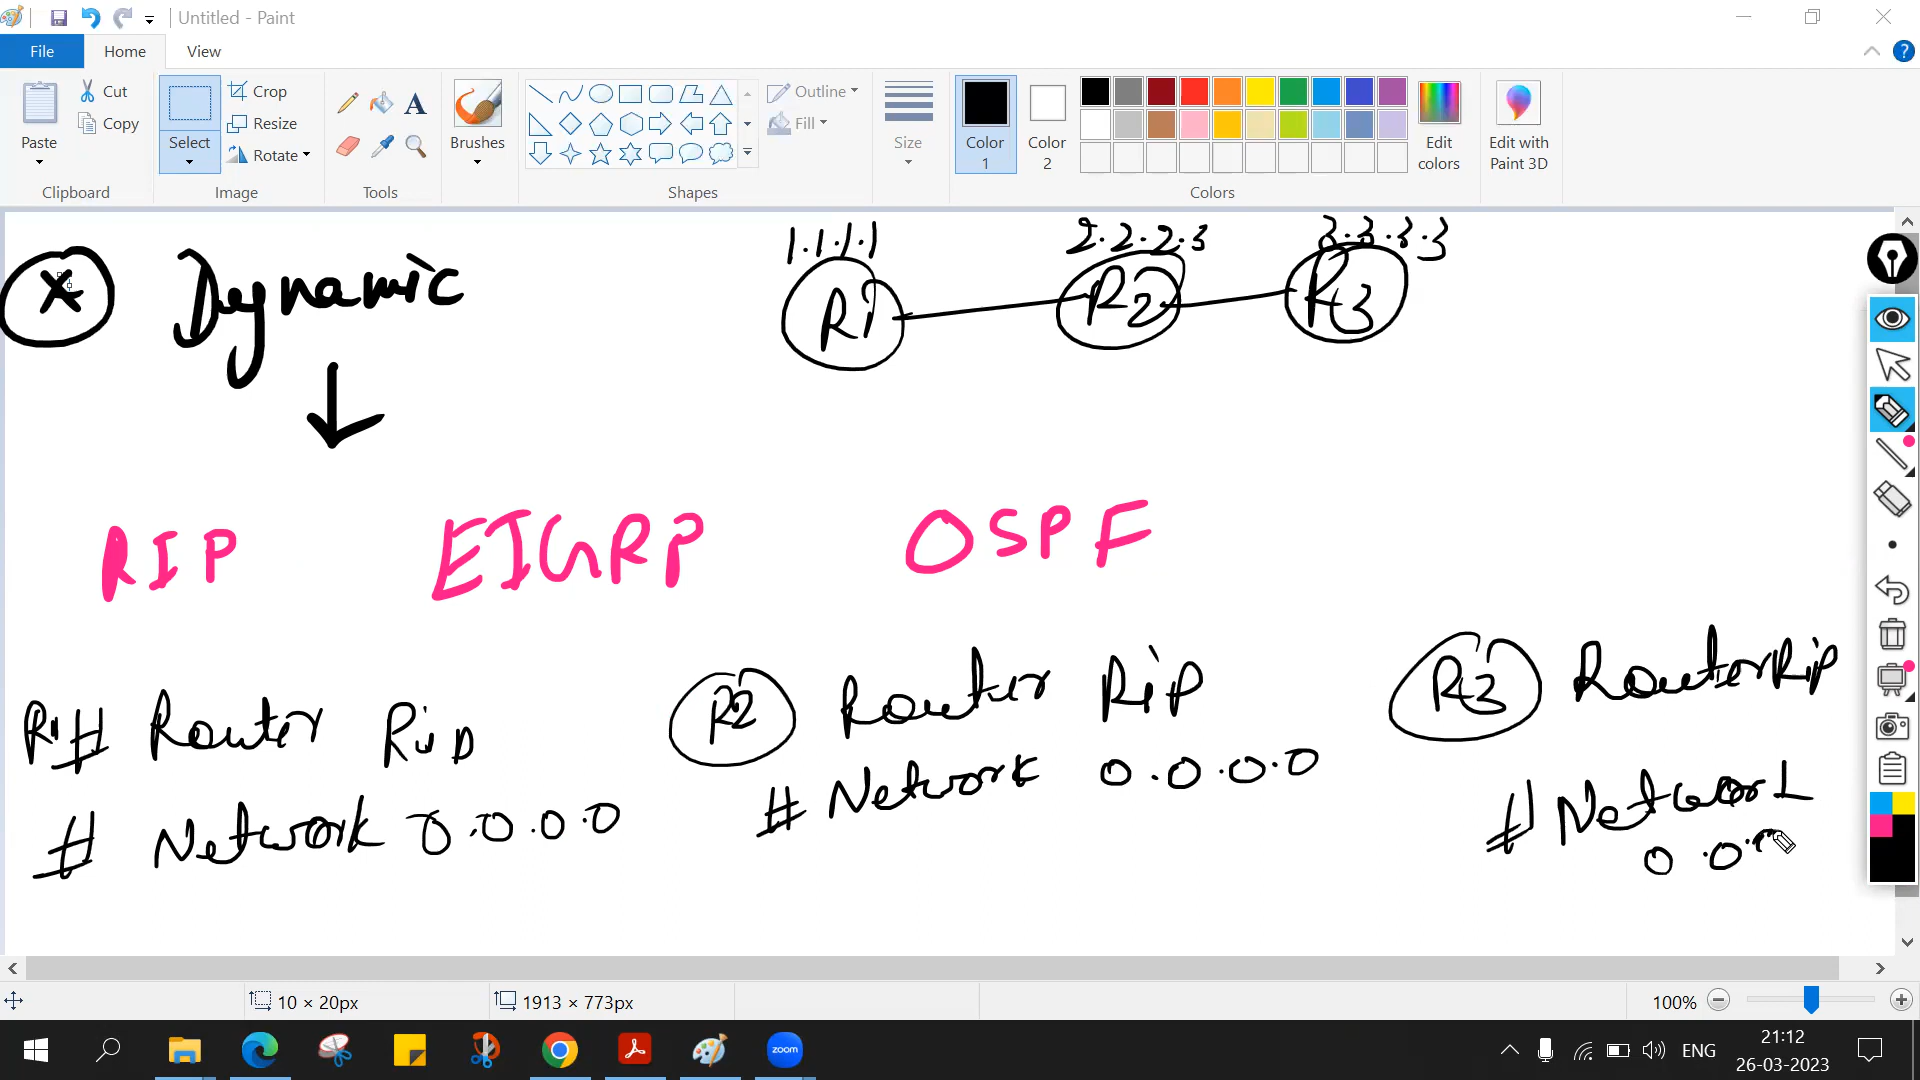 Untitled - Paint
File Home View
Paste Cut Copy
Select Crop Resize Rotate
Brushes
Outline Fill
Size
Color 1 Color 2
Edit colors
Edit with Paint 3D
Clipboard Image Tools Shapes Colors
1.1.1.1 2.2.2.3 3.3.3.3
X Dynamic R1 R2 R3
RIP EIGRP OSPF
R1# Router Rip
# Network 0.0.0.0
R2 Router Rip
# Network 0.0.0.0
R3 Router Rip
# Network
0.0.
10 × 20px 1913 × 773px 100%
zoom ENG 21:12
26-03-2023